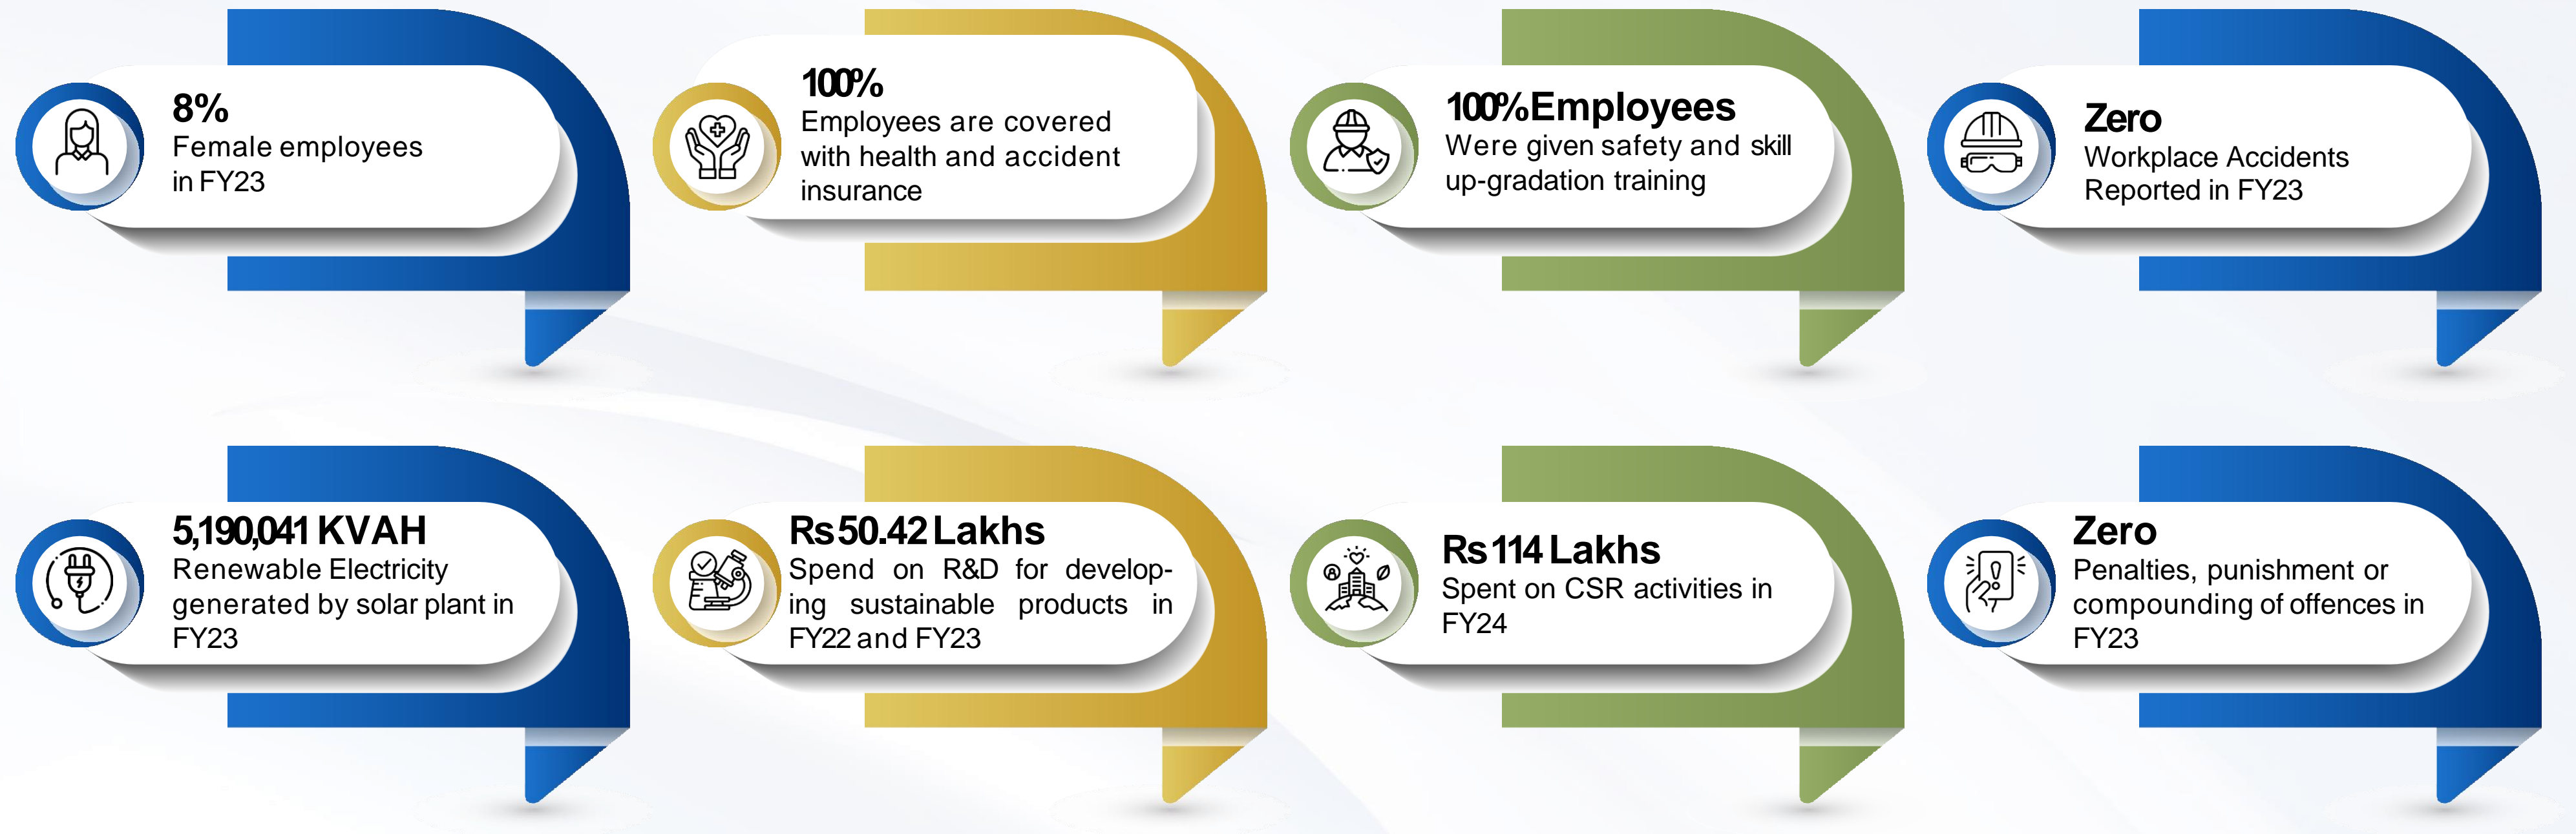 8%
Female employees
in FY23
100%
Employees are covered
with health and accident
insurance
100% Employees
Were given safety and skill
up-gradation training
Zero
Workplace Accidents
Reported in FY23
5,190,041 KVAH
Renewable Electricity
generated by solar plant in
FY23
Rs 50.42 Lakhs
Spend on R&D for develop-
ing sustainable products in
FY22 and FY23
Rs 114 Lakhs
Spent on CSR activities in
FY24
Zero
Penalties, punishment or
compounding of offences in
FY23